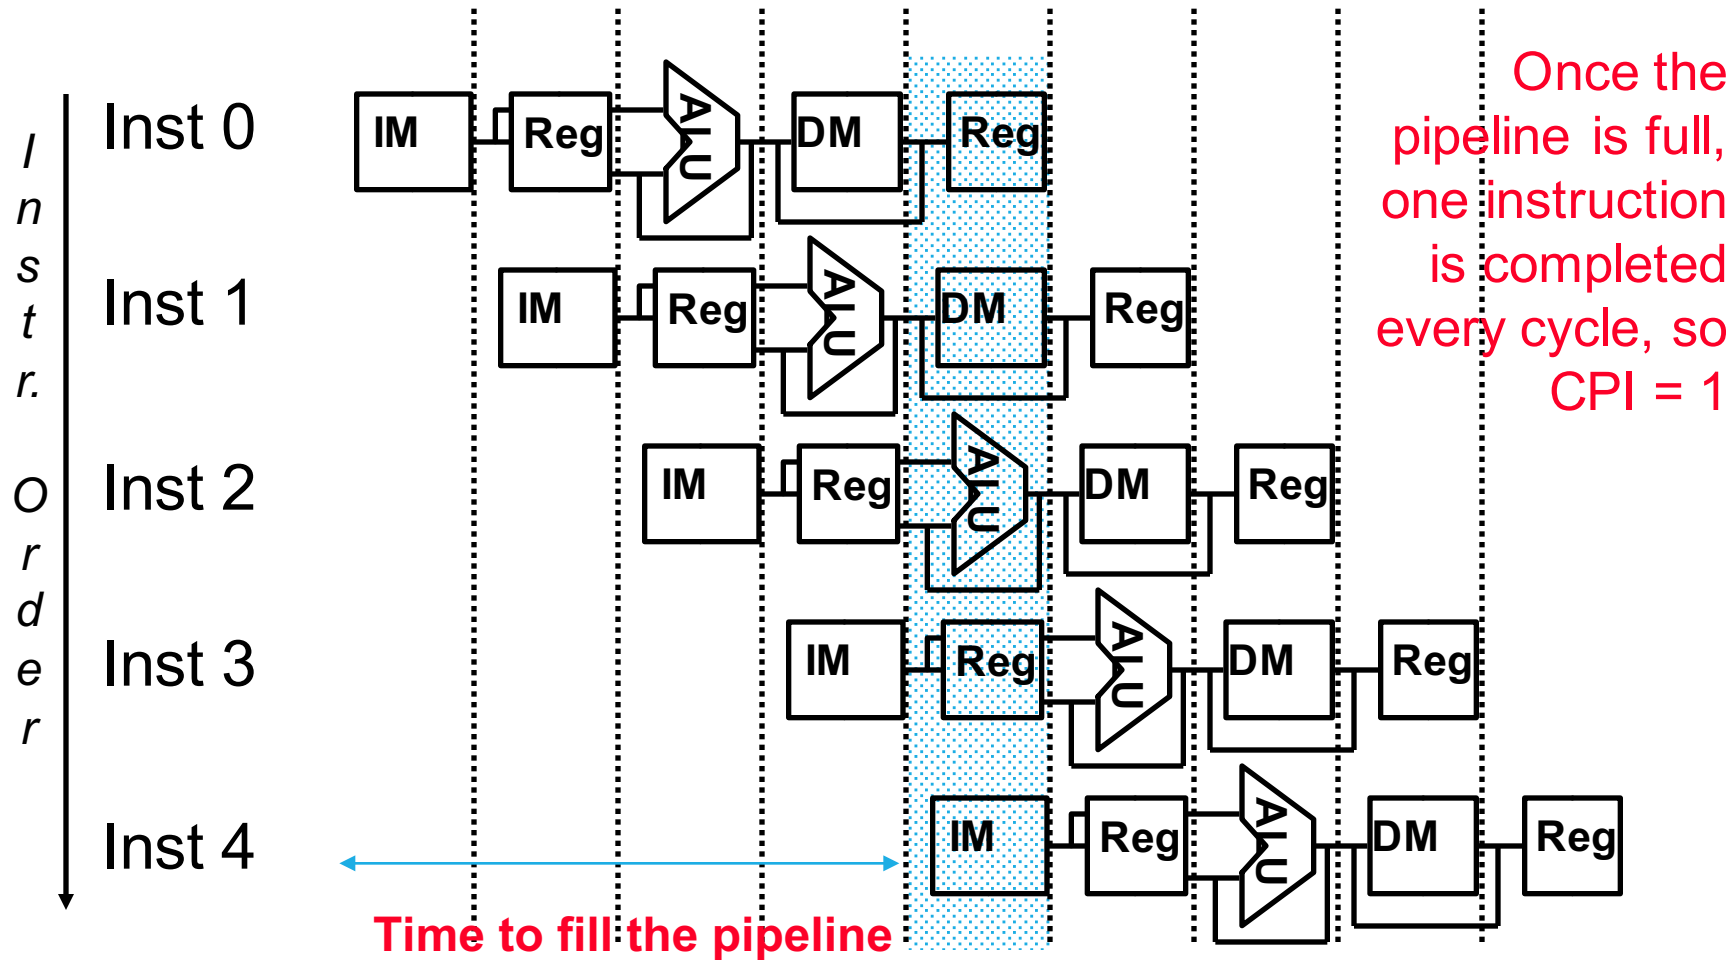 Instr. Order
Inst 0
IM Reg ALU DM Reg
Inst 1
IM Reg ALU DM Reg
Inst 2
IM Reg ALU DM Reg
Inst 3
IM Reg ALU DM Reg
Inst 4
IM Reg ALU DM Reg
Time to fill the pipeline
Once the
pipeline is full,
one instruction
is completed
every cycle, so
CPI = 1